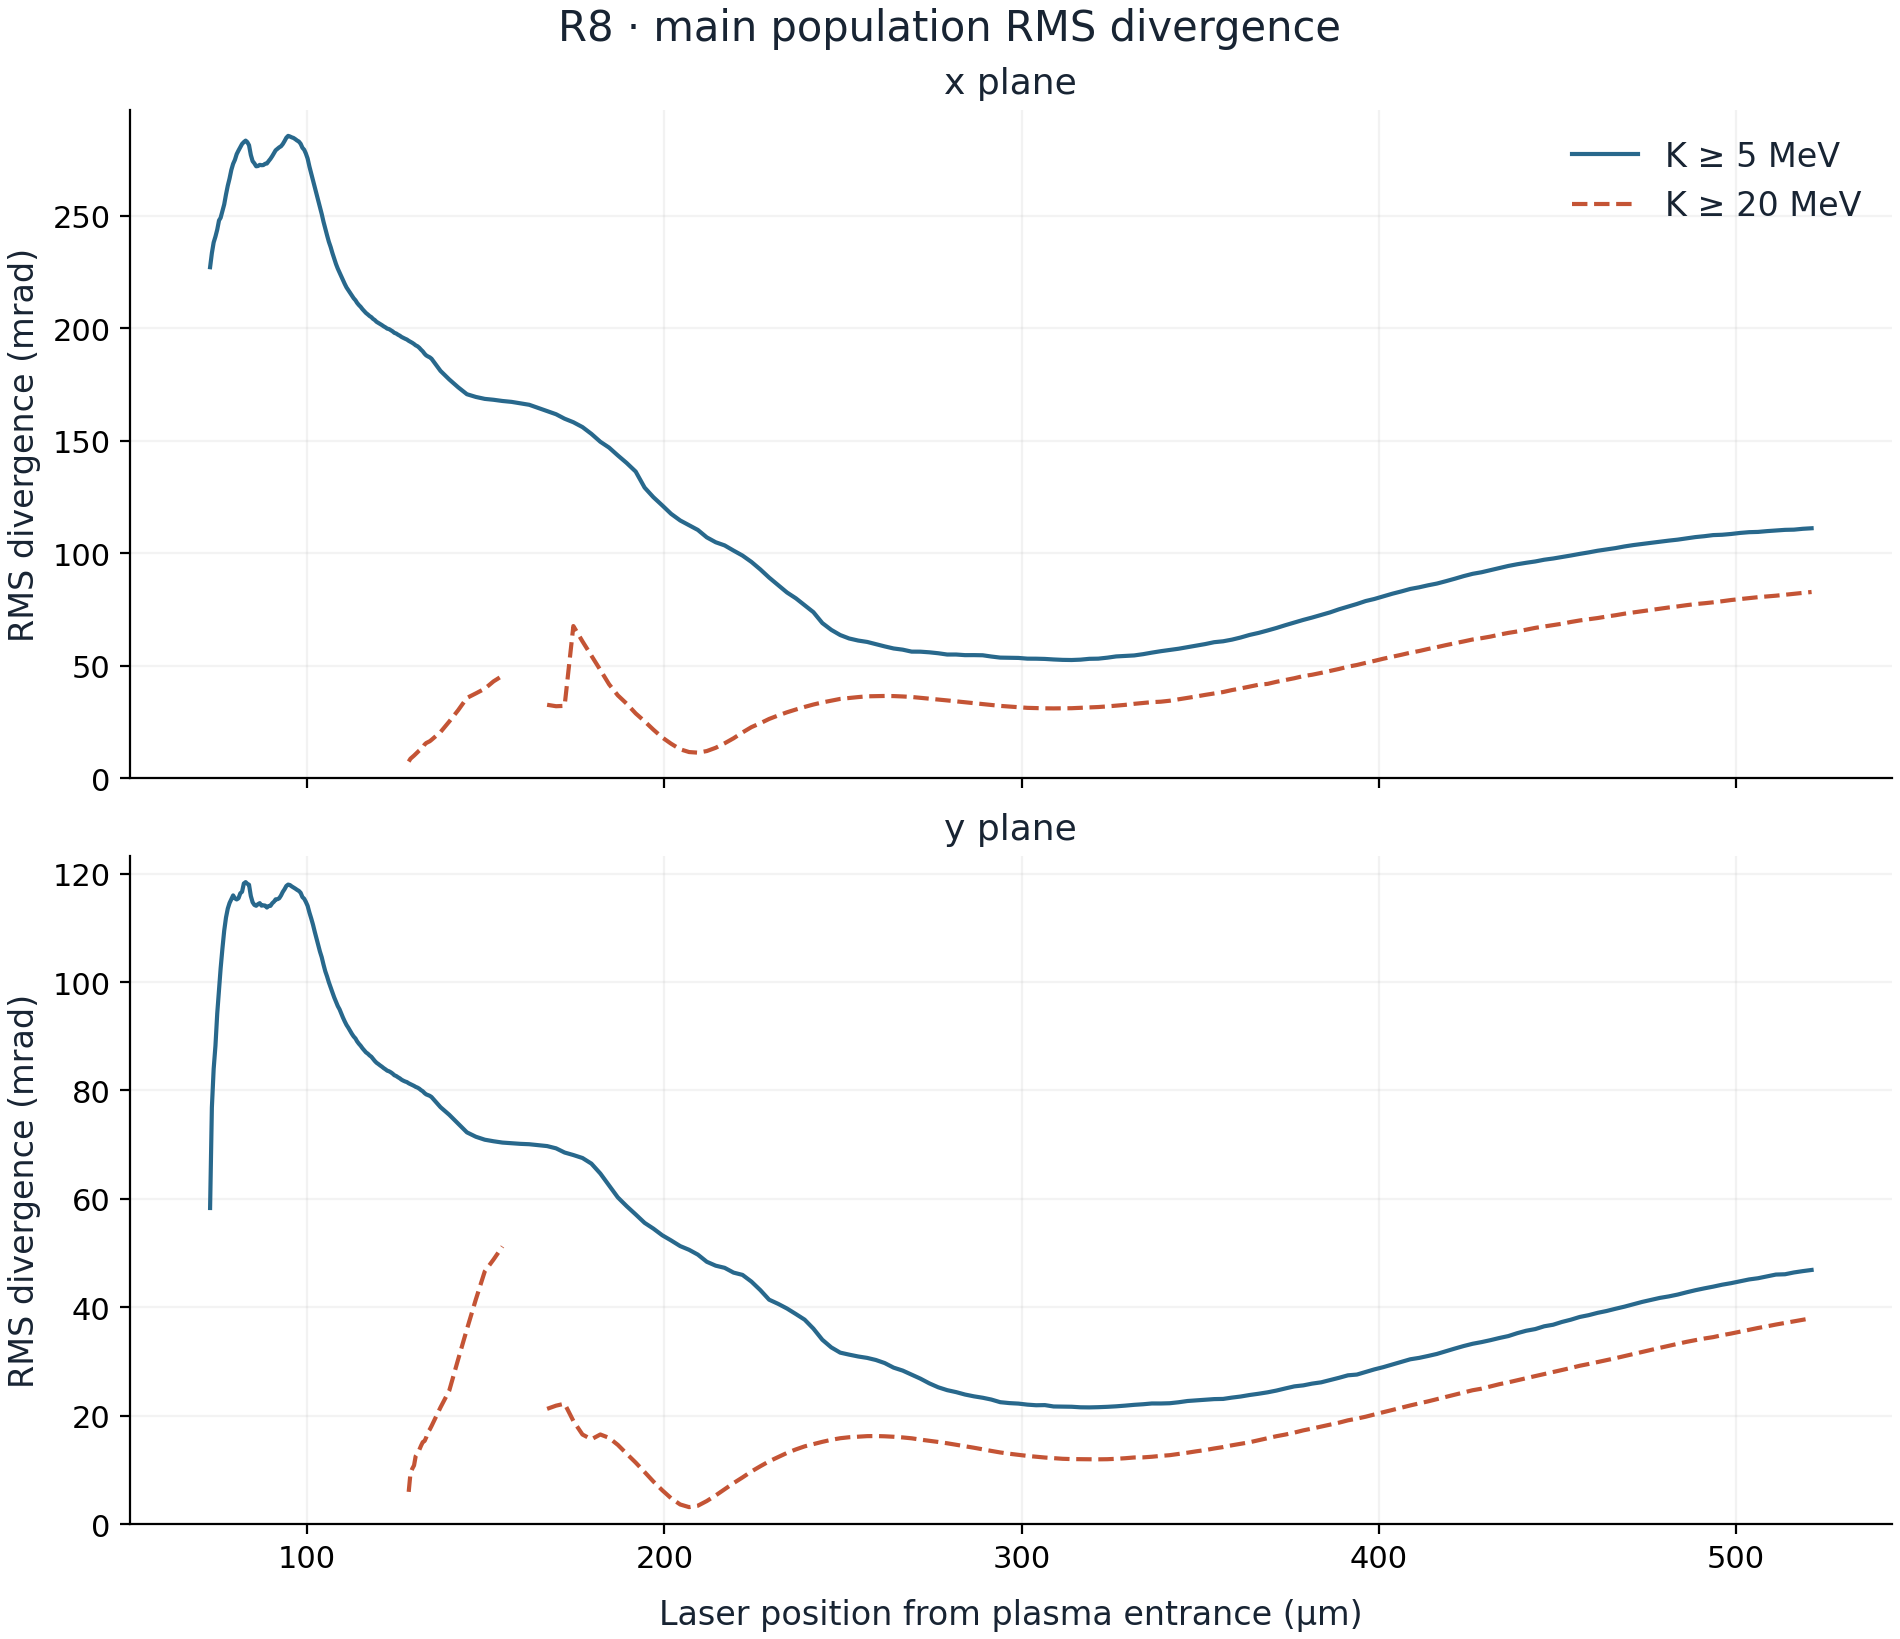 R8 · main population RMS divergence
x plane
RMS divergence (mrad)
250
200
150
100
50
0
K ≥ 5 MeV
K ≥ 20 MeV
y plane
RMS divergence (mrad)
120
100
80
60
40
20
0
100 200 300 400 500
Laser position from plasma entrance (μm)